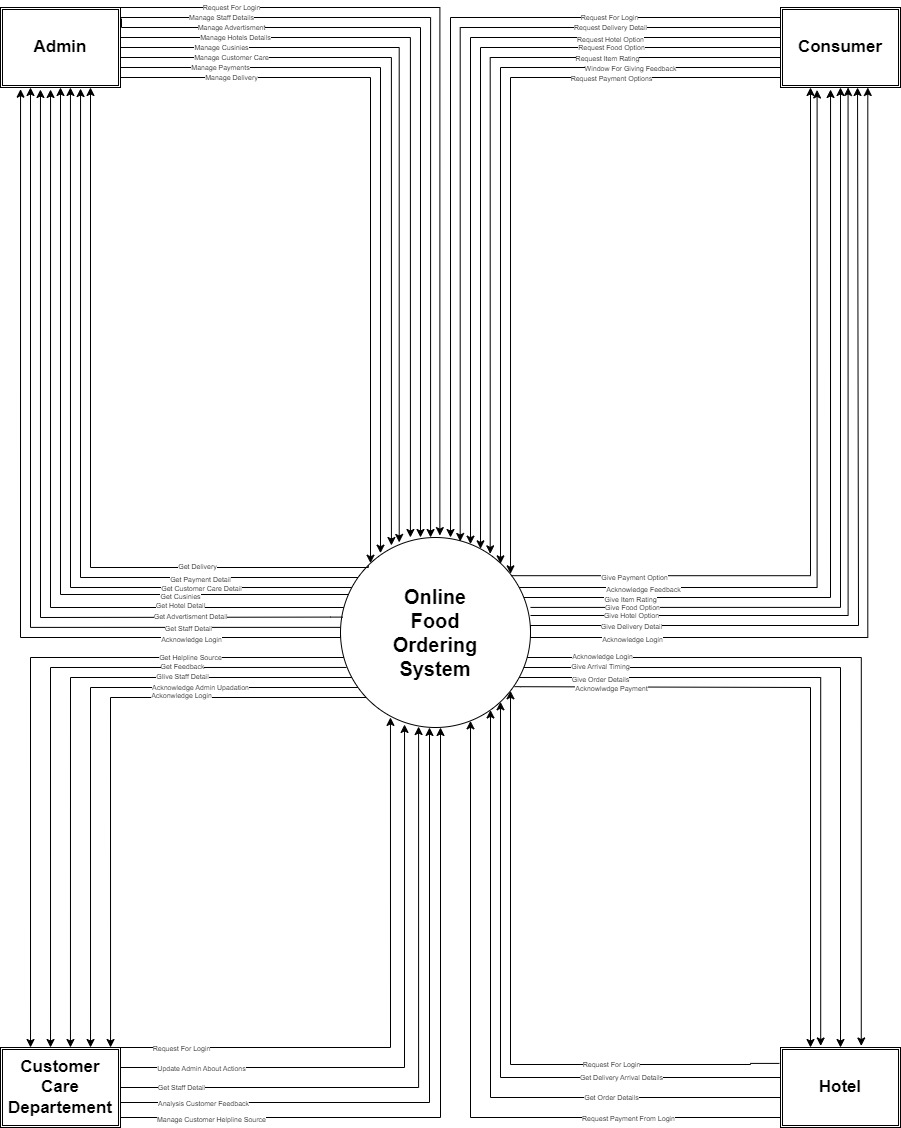 Admin
Request For Login
Manage Staff Details
Manage Advertisment
Manage Hotels Details
Manage Cusinies
Manage Customer Care
Manage Payments
Manage Delivery
Request For Login
Request Delivery Detail
Request Hotel Option
Request Food Option
Request Item Rating
Window For Giving Feedback
Request Payment Options
Consumer
Get Delivery
Get Payment Detail
Get Customer Care Detail
Get Cusinies
Get Hotel Detail
Get Advertisment Detail
Get Staff Detail
Acknowledge Login
Online
Food
Ordering
System
Give Payment Option
Acknowledge Feedback
Give Item Rating
Give Food Option
Give Hotel Option
Give Delivery Detail
Acknowledge Login
Get Helpline Source
Get Feedback
GIive Staff Detail
Acknowledge Admin Upadation
Ackonwledge Login
Acknowledge Login
Give Arrival Timing
Give Order Details
Acknowlwdge Payment
Customer
Care
Departement
Request For Login
Update Admin About Actions
Get Staff Detail
Analysis Customer Feedback
Manage Customer Helpline Source
Request For Login
Get Delivery Arrival Details
Get Order Details
Request Payment From Login
Hotel